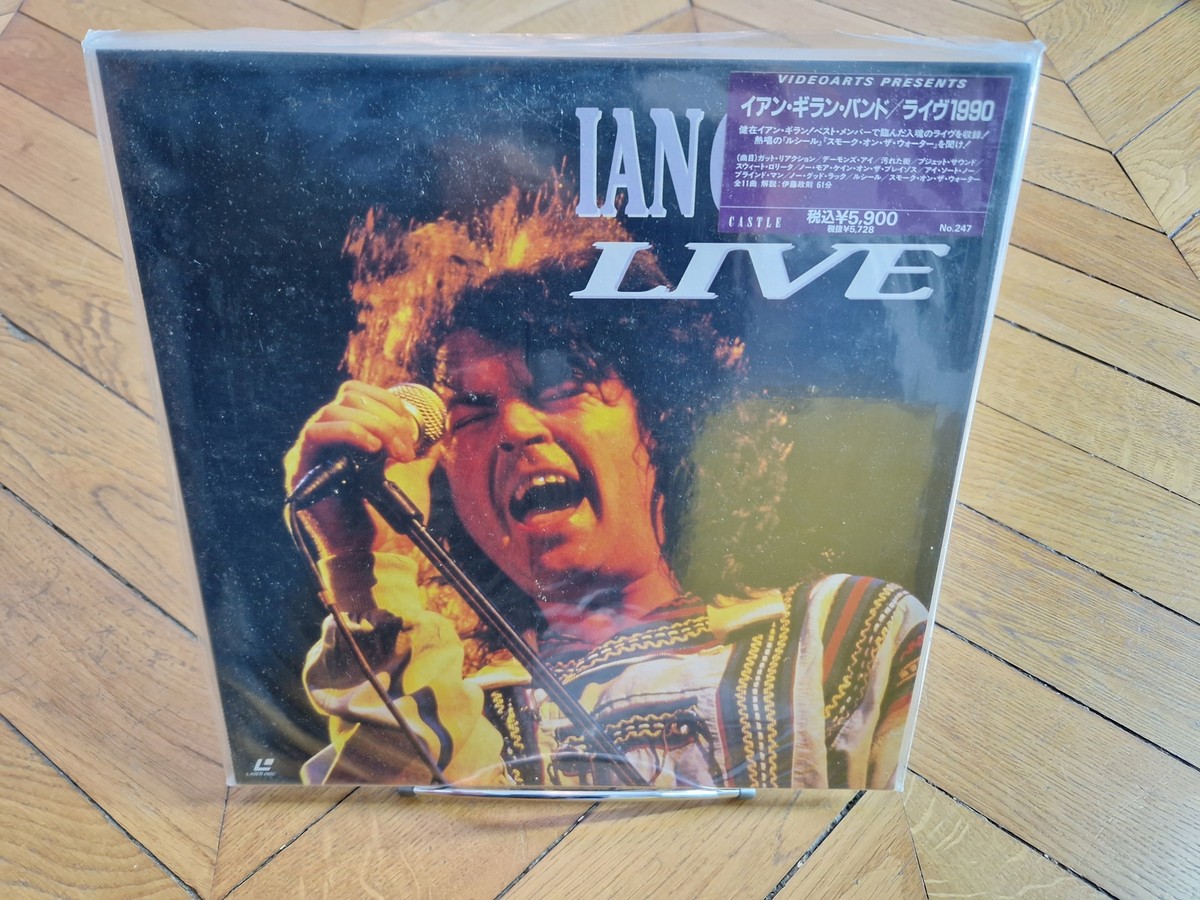 VIDEOARTS PRESENTS
イアン・ギラン・バンド/ライヴ1990
健在イアン・ギラン!ベスト・メンバーで臨んだ入魂のライヴを収録!
熱唱の「ルシール」「スモーク・オン・ザ・ウォーター」を聞け!
(曲目)ガット・リアクション/デーモンズ・アイ/汚れた街/プジェット・サウンド
スウィート・ロリータ/ノー・モア・ケイン・オン・ザ・ブレイゾス/アイ・ソート・ノー
ブラインド・マン/ノー・グッド・ラック/ルシール/スモーク・オン・ザ・ウォーター
全11曲 解説:伊藤政則 61分
CASTLE 税込¥5,900
税抜¥5,728 No.247
IAN
LIVE
LASER DISC